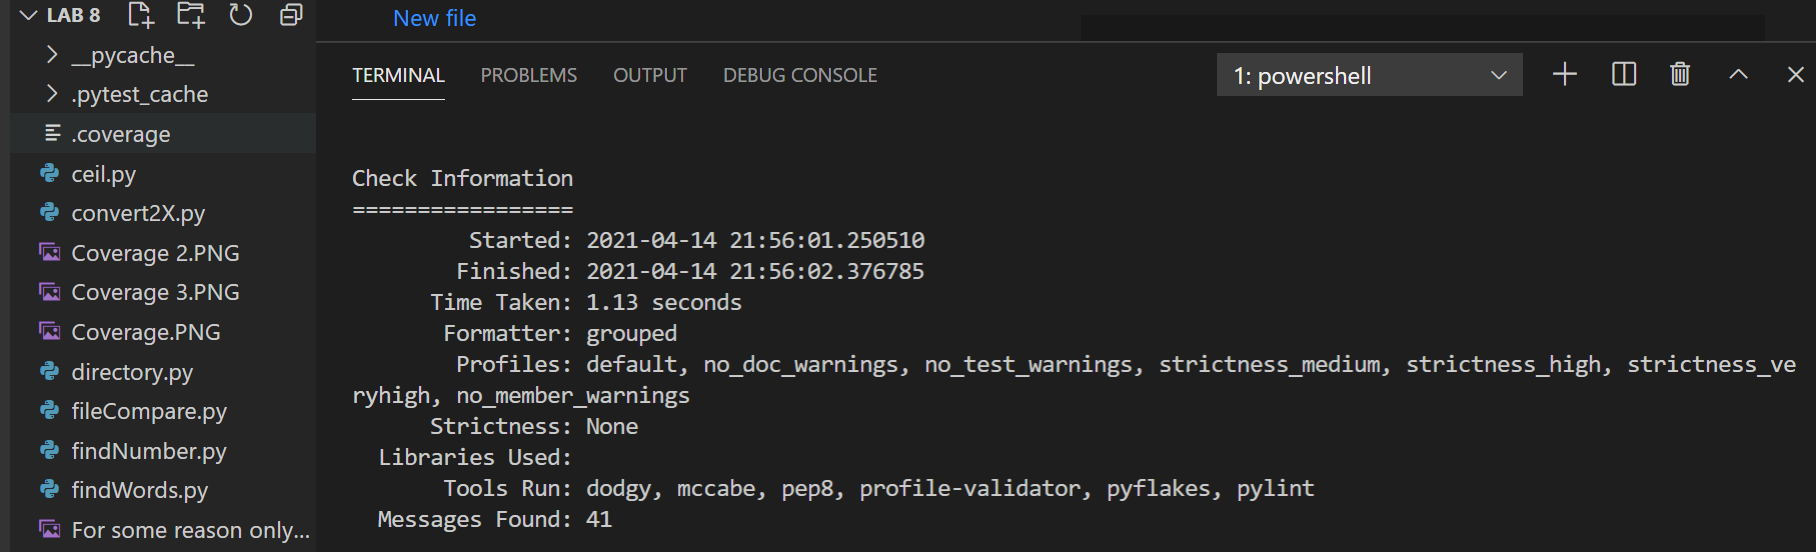 LAB 8
__pycache__
.pytest_cache
.coverage
ceil.py
convert2X.py
Coverage 2.PNG
Coverage 3.PNG
Coverage.PNG
directory.py
fileCompare.py
findNumber.py
findWords.py
For some reason only...
New file
TERMINAL PROBLEMS OUTPUT DEBUG CONSOLE 1: powershell
Check Information
=================
Started: 2021-04-14 21:56:01.250510
Finished: 2021-04-14 21:56:02.376785
Time Taken: 1.13 seconds
Formatter: grouped
Profiles: default, no_doc_warnings, no_test_warnings, strictness_medium, strictness_high, strictness_ve
ryhigh, no_member_warnings
Strictness: None
Libraries Used:
Tools Run: dodgy, mccabe, pep8, profile-validator, pyflakes, pylint
Messages Found: 41